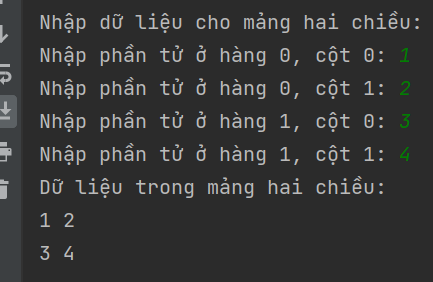 Nhập dữ liệu cho mảng hai chiều:
Nhập phần tử ở hàng 0, cột 0: 1
Nhập phần tử ở hàng 0, cột 1: 2
Nhập phần tử ở hàng 1, cột 0: 3
Nhập phần tử ở hàng 1, cột 1: 4
Dữ liệu trong mảng hai chiều:
1 2
3 4